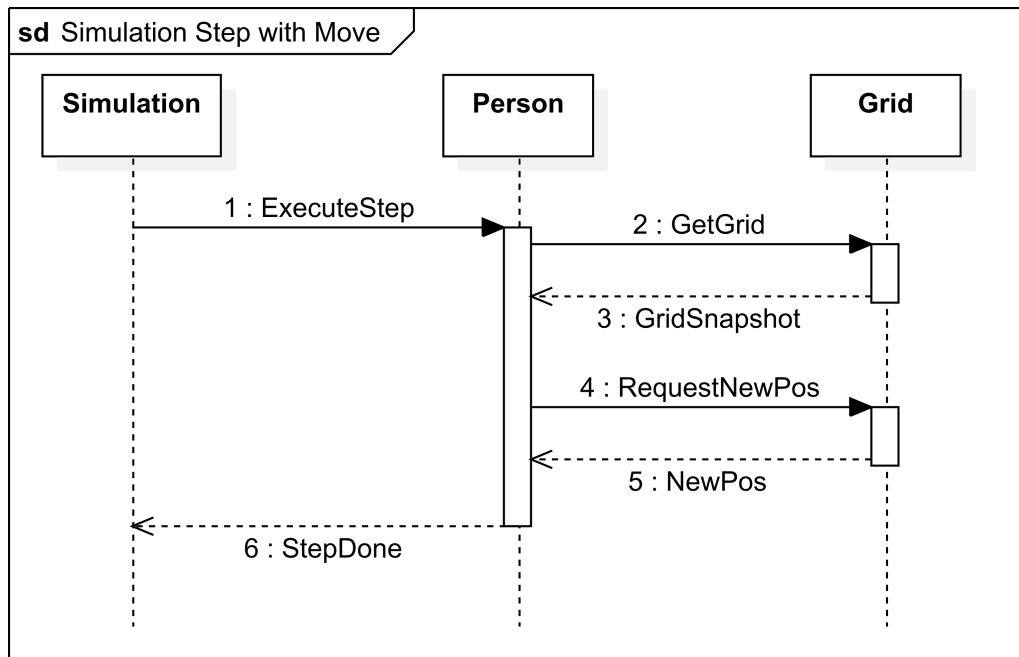 sd Simulation Step with Move
Simulation
Person
Grid
1 : ExecuteStep
2 : GetGrid
3 : GridSnapshot
4 : RequestNewPos
5 : NewPos
6 : StepDone